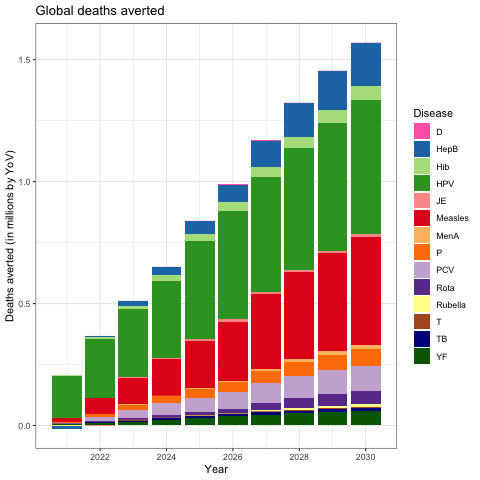 Global deaths averted
Deaths averted (in millions by YoV)
1.5
1.0
0.5
0.0
2022
2024
2026
2028
2030
Year
Disease
D
HepB
Hib
HPV
JE
Measles
MenA
P
PCV
Rota
Rubella
T
TB
YF